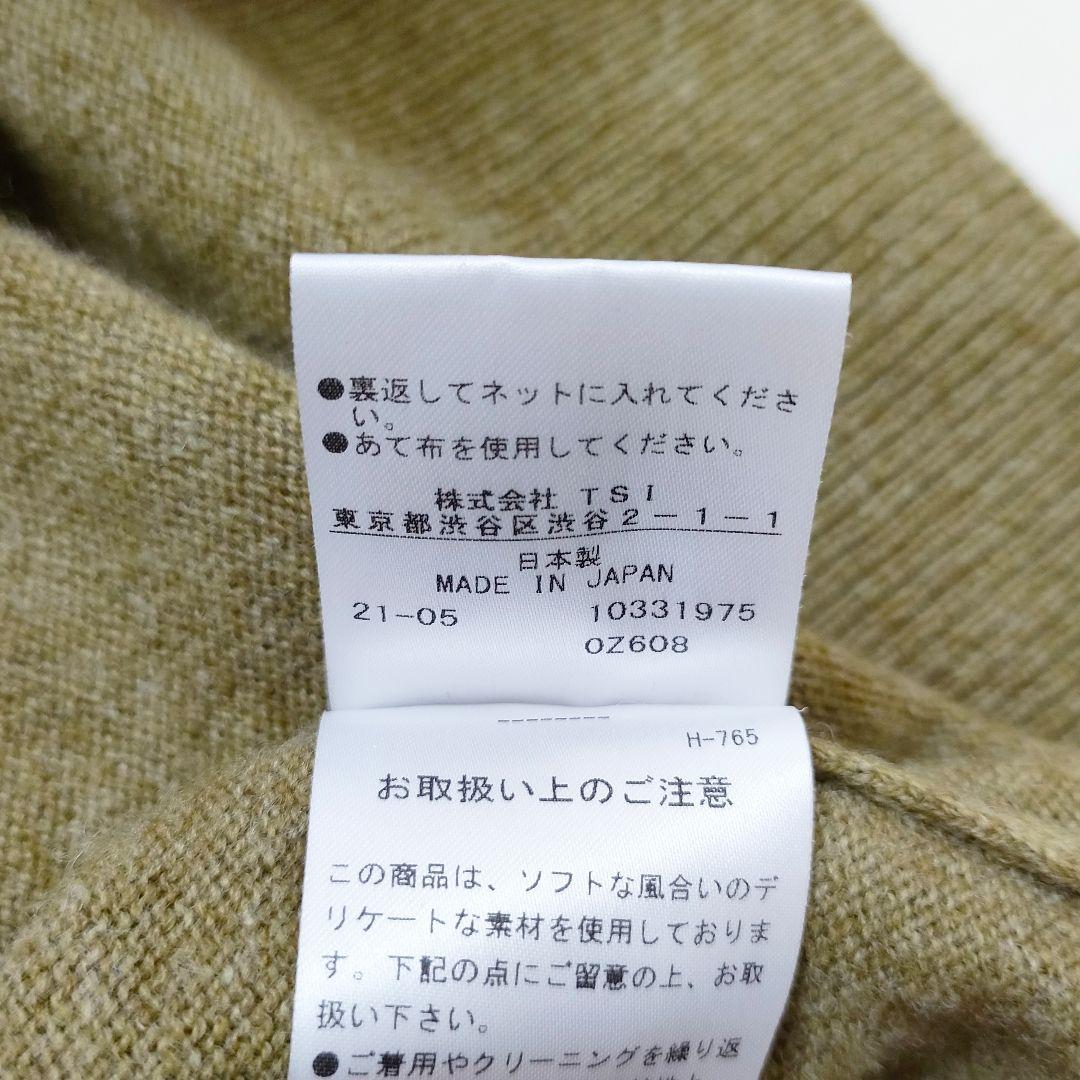 ●裏返してネットに入れてくださ
い。
●あて布を使用してください。
株式会社 TSI
東京都渋谷区渋谷2-1-1
日本製
MADE IN JAPAN
21-05 10331975
0Z608
--------
H-765
お取扱い上のご注意
この商品は、ソフトな風合いのデ
リケートな素材を使用しておりま
す。下記の点にご留意の上、お取
扱い下さい。
●ご着用やクリーニングを繰り返